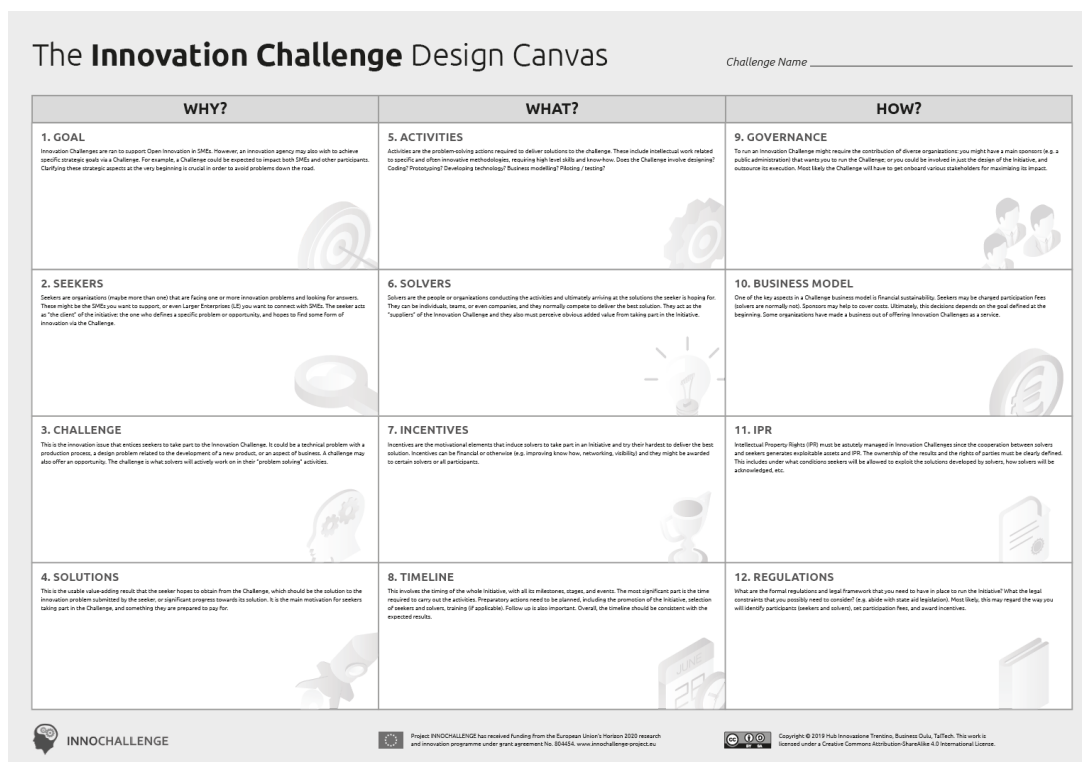 The Innovation Challenge Design Canvas
Challenge Name
WHY?
WHAT?
HOW?
1. GOAL
Innovation Challenges are ran to support Open Innovation in SMEs. However, an innovation agency may also wish to achieve
specific strategic goals via a Challenge. For example, a Challenge could be expected to impact both SMEs and other participants.
Clarifying these strategic aspects at the very beginning is crucial in order to avoid problems down the road.
2. SEEKERS
Seekers are organizations (maybe more than one) that are facing one or more innovation problems and looking for answers.
These might be the SMEs you want to support, or even Larger Enterprises (LE) you want to connect with SMEs. The seeker acts
as "the client" of the initiative: the one who defines a specific problem or opportunity, and hopes to find some form of
innovation via the Challenge.
3. CHALLENGE
This is the innovation issue that entices seekers to take part to the Innovation Challenge. It could be a technical problem with a
production process, a design problem related to the development of a new product, or an aspect of business. A challenge may
also offer an opportunity. The challenge is what solvers will actively work on in their "problem solving" activities.
4. SOLUTIONS
This is the usable value-adding result that the seeker hopes to obtain from the Challenge, which should be the solution to the
innovation problem submitted by the seeker, or significant progress towards its solution. It is the main motivation for seekers
taking part in the Challenge, and something they are prepared to pay for.
5. ACTIVITIES
Activities are the problem-solving actions required to deliver solutions to the challenge. These include intellectual work related
to specific and often innovative methodologies, requiring high level skills and know-how. Does the Challenge involve designing?
Coding? Prototyping? Developing technology? Business modelling? Piloting / testing?
6. SOLVERS
Solvers are the people or organizations conducting the activities and ultimately arriving at the solutions the seeker is hoping for.
They can be individuals, teams, or even companies, and they normally compete to deliver the best solution. They act as the
"suppliers" of the Challenge and they also must perceive obvious added value from taking part in the Initiative.
7. INCENTIVES
Incentives are the motivational elements that induce solvers to take part in an Initiative and try their hardest to deliver the best
solution. Incentives can be financial or otherwise (e.g. improving know how, networking, visibility) and they might be awarded
to certain solvers or all participants.
8. TIMELINE
This involves the timing of the whole Initiative, with all its milestones, stages, and events. The most significant part is the time
required to carry out the activities. Preparatory actions need to be planned, including the promotion of the Initiative, selection
of seekers and solvers, training (if applicable). Follow up is also important. Overall, the timeline should be consistent with the
expected results.
JUNE
9. GOVERNANCE
To run an Innovation Challenge might require the contribution of diverse organizations: you might have a main sponsors (e.g. a
public administration) that wants you to run the Challenge; or you could be involved in just the design of the Initiative, and
outsource its execution. Most likely the Challenge will have to get onboard various stakeholders for maximizing its impact.
10. BUSINESS MODEL
One of the key aspects in a Challenge business model is financial sustainability. Seekers may be charged participation fees
(solvers are normally not). Sponsors may help to cover costs. Ultimately, this decisions depends on the goal defined at the
beginning. Some organizations have made a business out of offering Innovation Challenges as a service.
11. IPR
Intellectual Property Rights (IPR) must be astutely managed in Innovation Challenges since the cooperation between solvers
and seekers generates exploitable assets and IPR. The ownership of the results and the rights of parties must be clearly defined.
This includes under what conditions seekers will be allowed to exploit the solutions developed by solvers, how solvers will be
acknowledged, etc.
12. REGULATIONS
What are the formal regulations and legal framework that you need to have in place to run the Initiative? What the legal
constraints that you possibly need to consider? (e.g. abide with state aid legislation). Most likely, this may regard the way you
will identify participants (seekers and solvers), set participation fees, and award incentives.
INNOCHALLENGE
Project INNOCHALLENGE has received funding from the European Union's Horizon 2020 research
and innovation programme under grant agreement No. 804454. www.innochallenge-project.eu
cc BY SA
Copyright © 2019 Hub Innovazione Trentino, Business Oulu, TalTech. This work is
licensed under a Creative Commons Attribution-ShareAlike 4.0 International License.